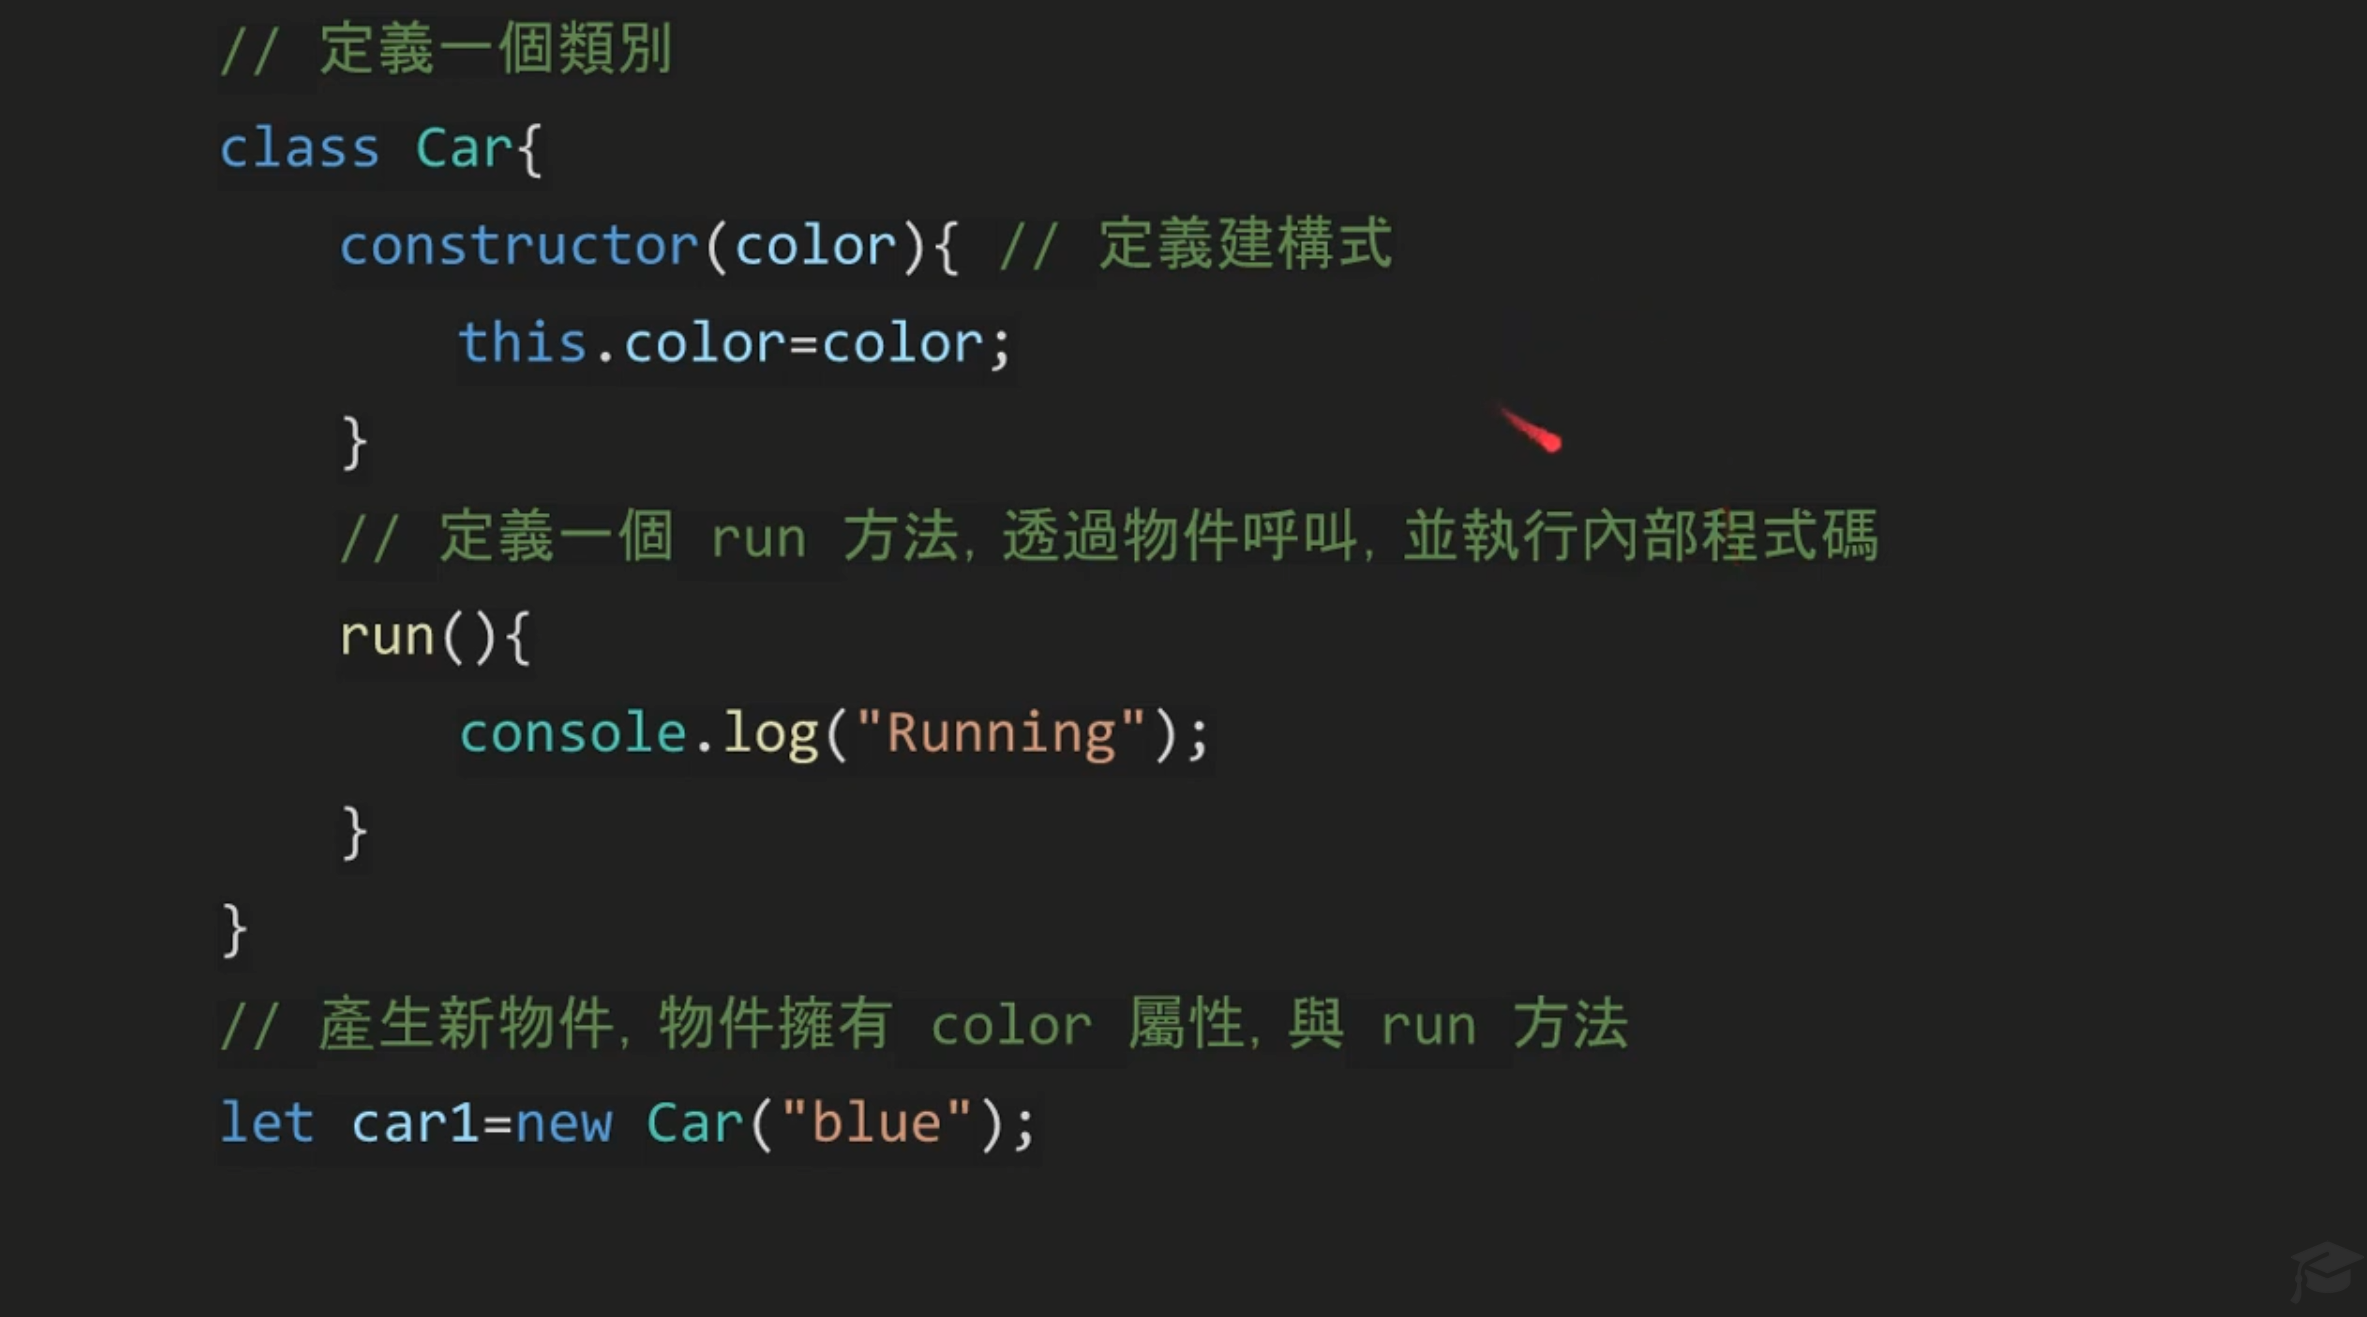 // 定義一個類別
class Car{
constructor(color){ // 定義建構式
this.color=color;
}
// 定義一個 run 方法, 透過物件呼叫, 並執行內部程式碼
run(){
console.log("Running");
}
}
// 產生新物件, 物件擁有 color 屬性, 與 run 方法
let car1=new Car("blue");